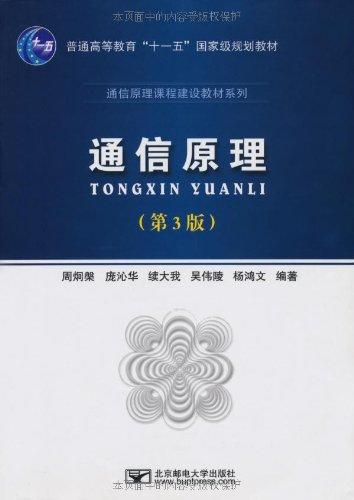 本页面中的内容受版权保护
十一五
普通高等教育“十一五”国家级规划教材
通信原理课程建设教材系列
通信原理
TONGXIN YUANLI
(第3版)
周炯槃 庞沁华 续大我 吴伟陵 杨鸿文 编著
北京邮电大学出版社
www.buptpress.com
本页面中的内容受版权保护